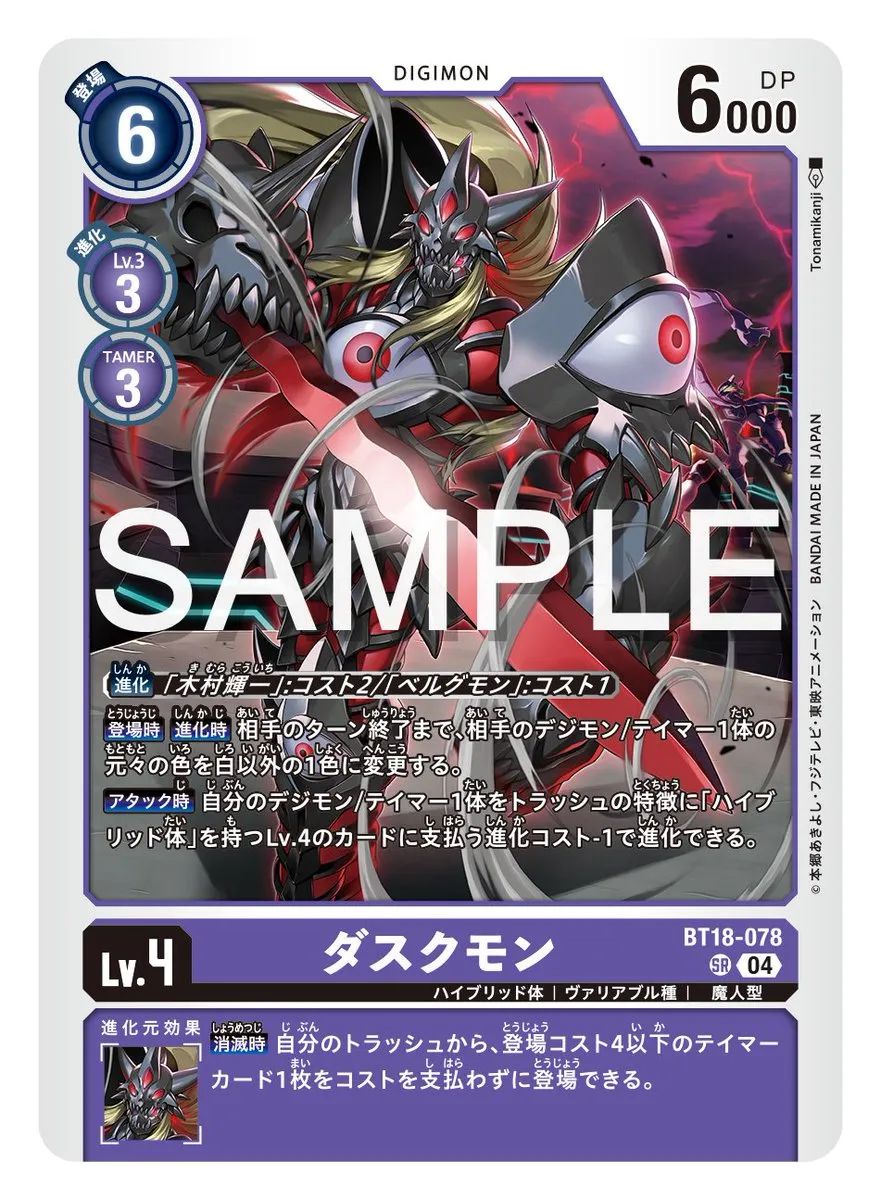 DIGIMON
登場
6
6000
DP
進化
Lv.3
3
TAMER
3
Tonamikanji
SAMPLE
進化 「木村輝一」:コスト2/「ベルグモン」:コスト1
登場時 進化時 相手のターン終了まで、相手のデジモン/テイマー1体の
元々の色を白以外の1色に変更する。
アタック時 自分のデジモン/テイマー1体をトラッシュの特徴に「ハイブ
リッド体」を持つLv.4のカードに支払う進化コスト-1で進化できる。
© 本郷あきよし・フジテレビ・東映アニメーション BANDAI MADE IN JAPAN
Lv.4
ダスクモン
BT18-078
SR 04
ハイブリッド体 | ヴァリアブル種 | 魔人型
進化元効果
消滅時 自分のトラッシュから、登場コスト4以下のテイマー
カード1枚をコストを支払わずに登場できる。